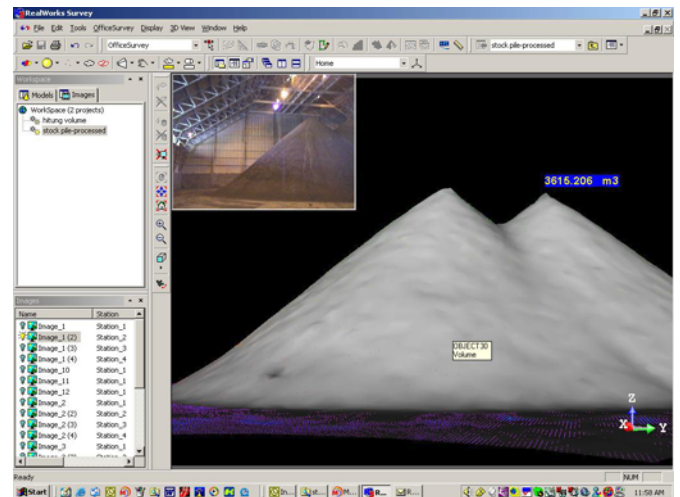 RealWorks Survey
File Edit Tools OfficeSurvey Display 3D View Window Help
OfficeSurvey
stock pile-processed
Home
Workspace
Models Images
WorkSpace (2 projects)
hitung volume
stock pile-processed
3615.206 m3
OBJECT30
Volume
Images
Name Station
Image_1 Station_1
Image_1 (2) Station_2
Image_1 (3) Station_3
Image_1 (4) Station_4
Image_10 Station_1
Image_11 Station_1
Image_12 Station_1
Image_2 Station_1
Image_2 (2) Station_2
Image_2 (3) Station_3
Image_2 (4) Station_4
Image_3 Station_1
Z
X Y
Ready NUM
Start In... st... M... R... R... 11:58 AM